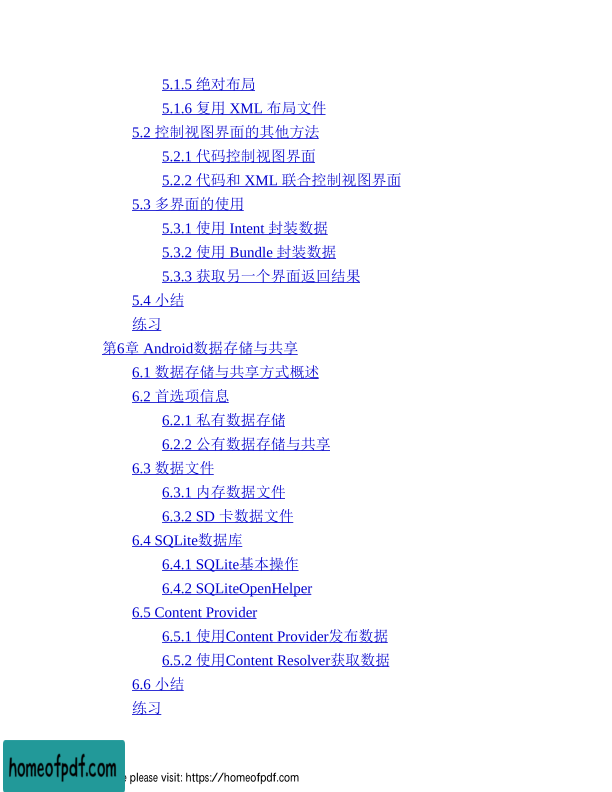 5.1.5 绝对布局
5.1.6 复用 XML 布局文件
5.2 控制视图界面的其他方法
5.2.1 代码控制视图界面
5.2.2 代码和 XML 联合控制视图界面
5.3 多界面的使用
5.3.1 使用 Intent 封装数据
5.3.2 使用 Bundle 封装数据
5.3.3 获取另一个界面返回结果
5.4 小结
练习
第6章 Android数据存储与共享
6.1 数据存储与共享方式概述
6.2 首选项信息
6.2.1 私有数据存储
6.2.2 公有数据存储与共享
6.3 数据文件
6.3.1 内存数据文件
6.3.2 SD 卡数据文件
6.4 SQLite数据库
6.4.1 SQLite基本操作
6.4.2 SQLiteOpenHelper
6.5 Content Provider
6.5.1 使用Content Provider发布数据
6.5.2 使用Content Resolver获取数据
6.6 小结
练习
homeofpdf.com
please visit: https://homeofpdf.com